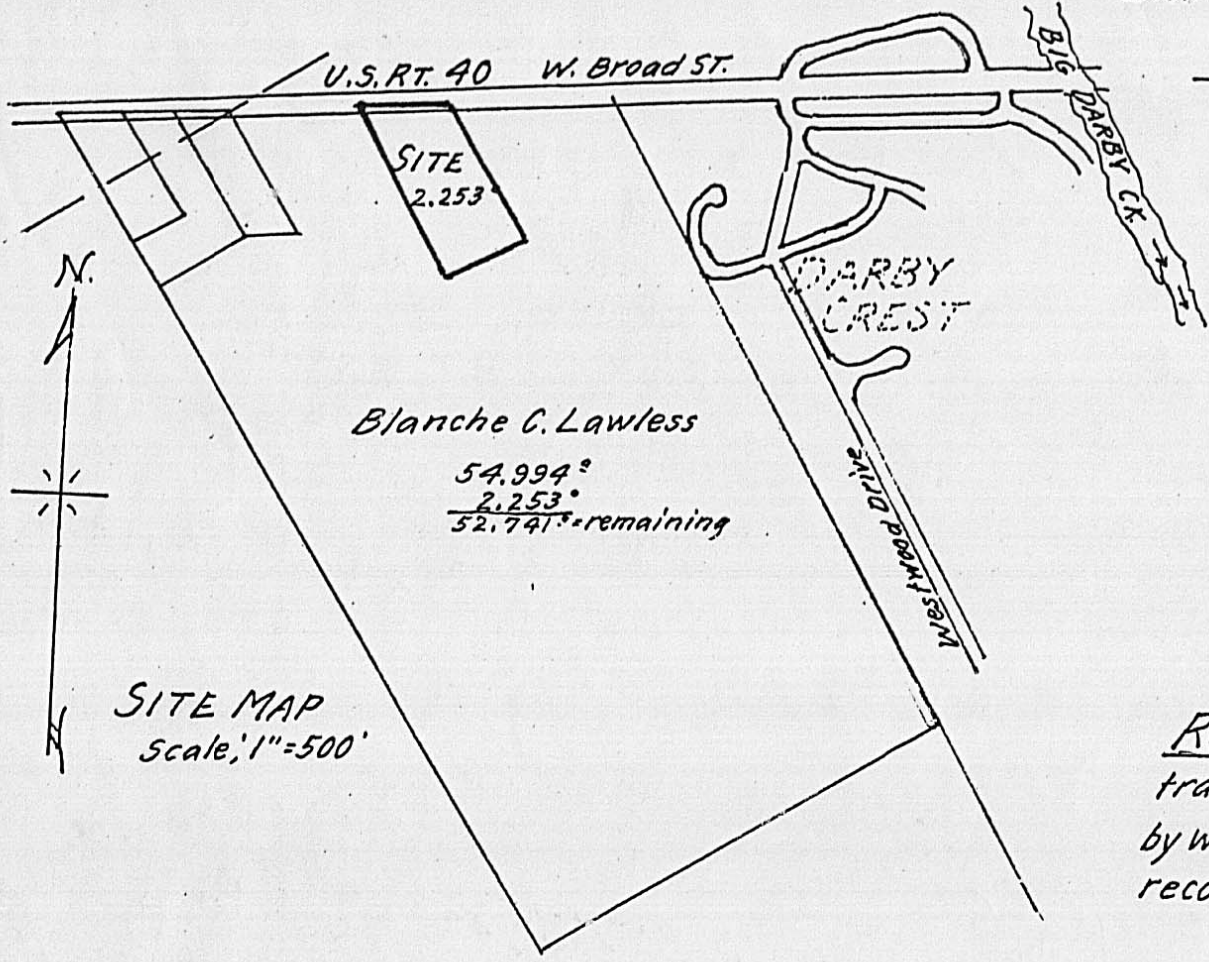 U.S. RT. 40 W. Broad ST.
BIG DARBY CK.
SITE
2.253
N.
DARBY
CREST
Blanche C. Lawless
54.994
2.253
52.741 = remaining
Westwood Drive
SITE MAP
Scale, 1"=500'
by